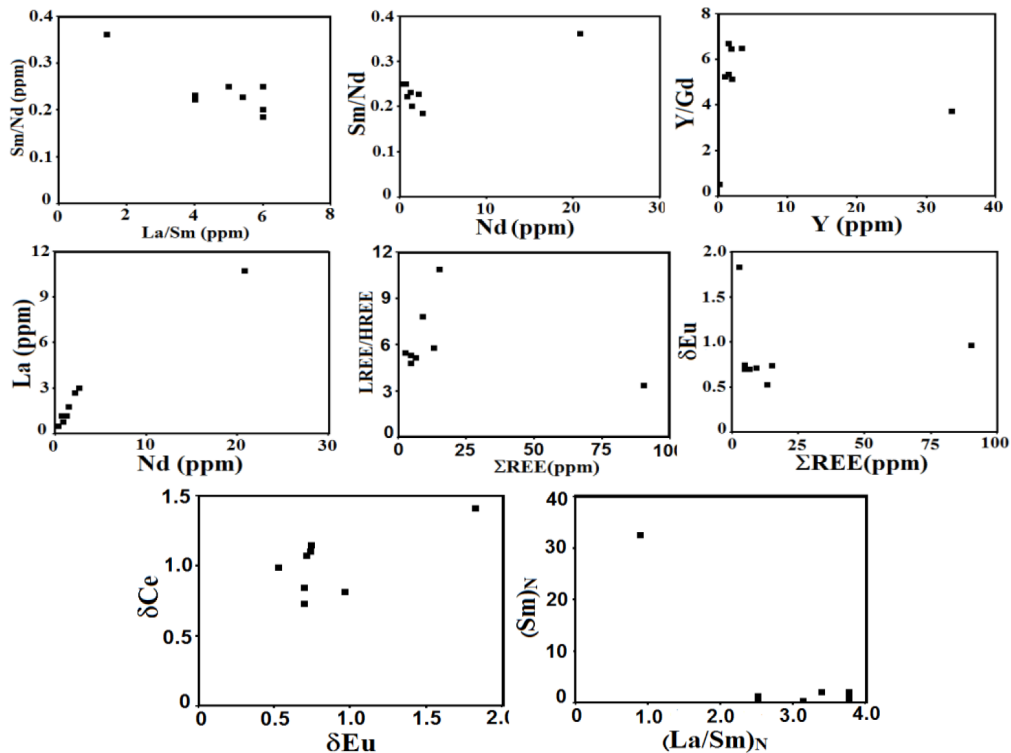 0.4
0.3
0.2
0.1
0
Sm/Nd (ppm)
0 2 4 6 8
La/Sm (ppm)
0.4
0.3
0.2
0.1
0
Sm/Nd
0 10 20 30
Nd (ppm)
8
6
4
2
0
Y/Gd
0 10 20 30 40
Y (ppm)
12
9
3
0
La (ppm)
0 10 20 30
Nd (ppm)
12
9
6
3
0
LREE/HREE
0 25 50 75
ΣREE(ppm)
2.0
1.5
1.0
0.5
0
δEu
0 25 50 75 100
ΣREE(ppm)
1.5
1.0
0.5
0
δCe
0 0.5 1.0 1.5 2.0
δEu
40
30
20
10
0
(Sm)N
0 1.0 2.0 3.0 4.0
(La/Sm)N